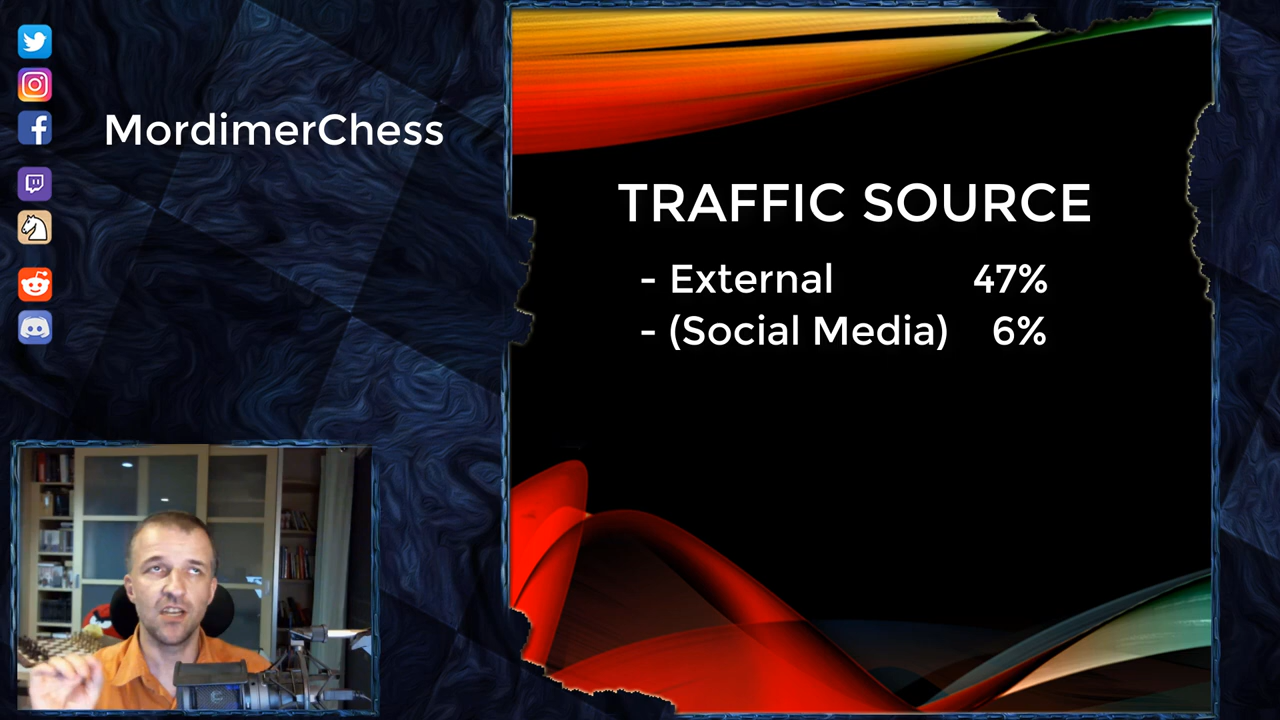 MordimerChess
TRAFFIC SOURCE
- External 47%
- (Social Media) 6%